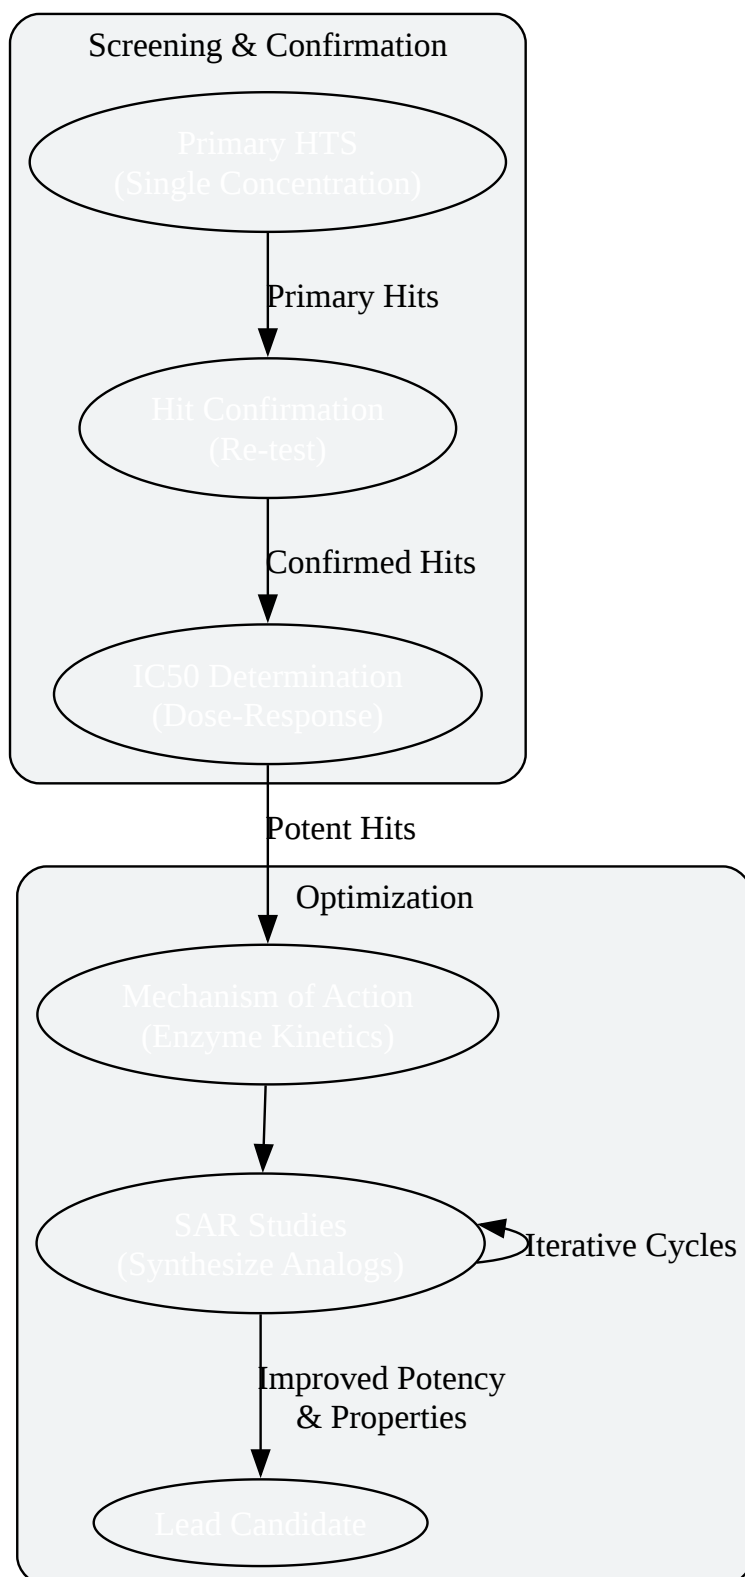 Screening & Confirmation
Primary HTS
(Single Concentration)
Primary Hits
Hit Confirmation
(Re-test)
Confirmed Hits
IC50 Determination
(Dose-Response)
Potent Hits
Optimization
Mechanism of Action
(Enzyme Kinetics)
SAR Studies
(Synthesize Analogs)
Iterative Cycles
Improved Potency
& Properties
Lead Candidate